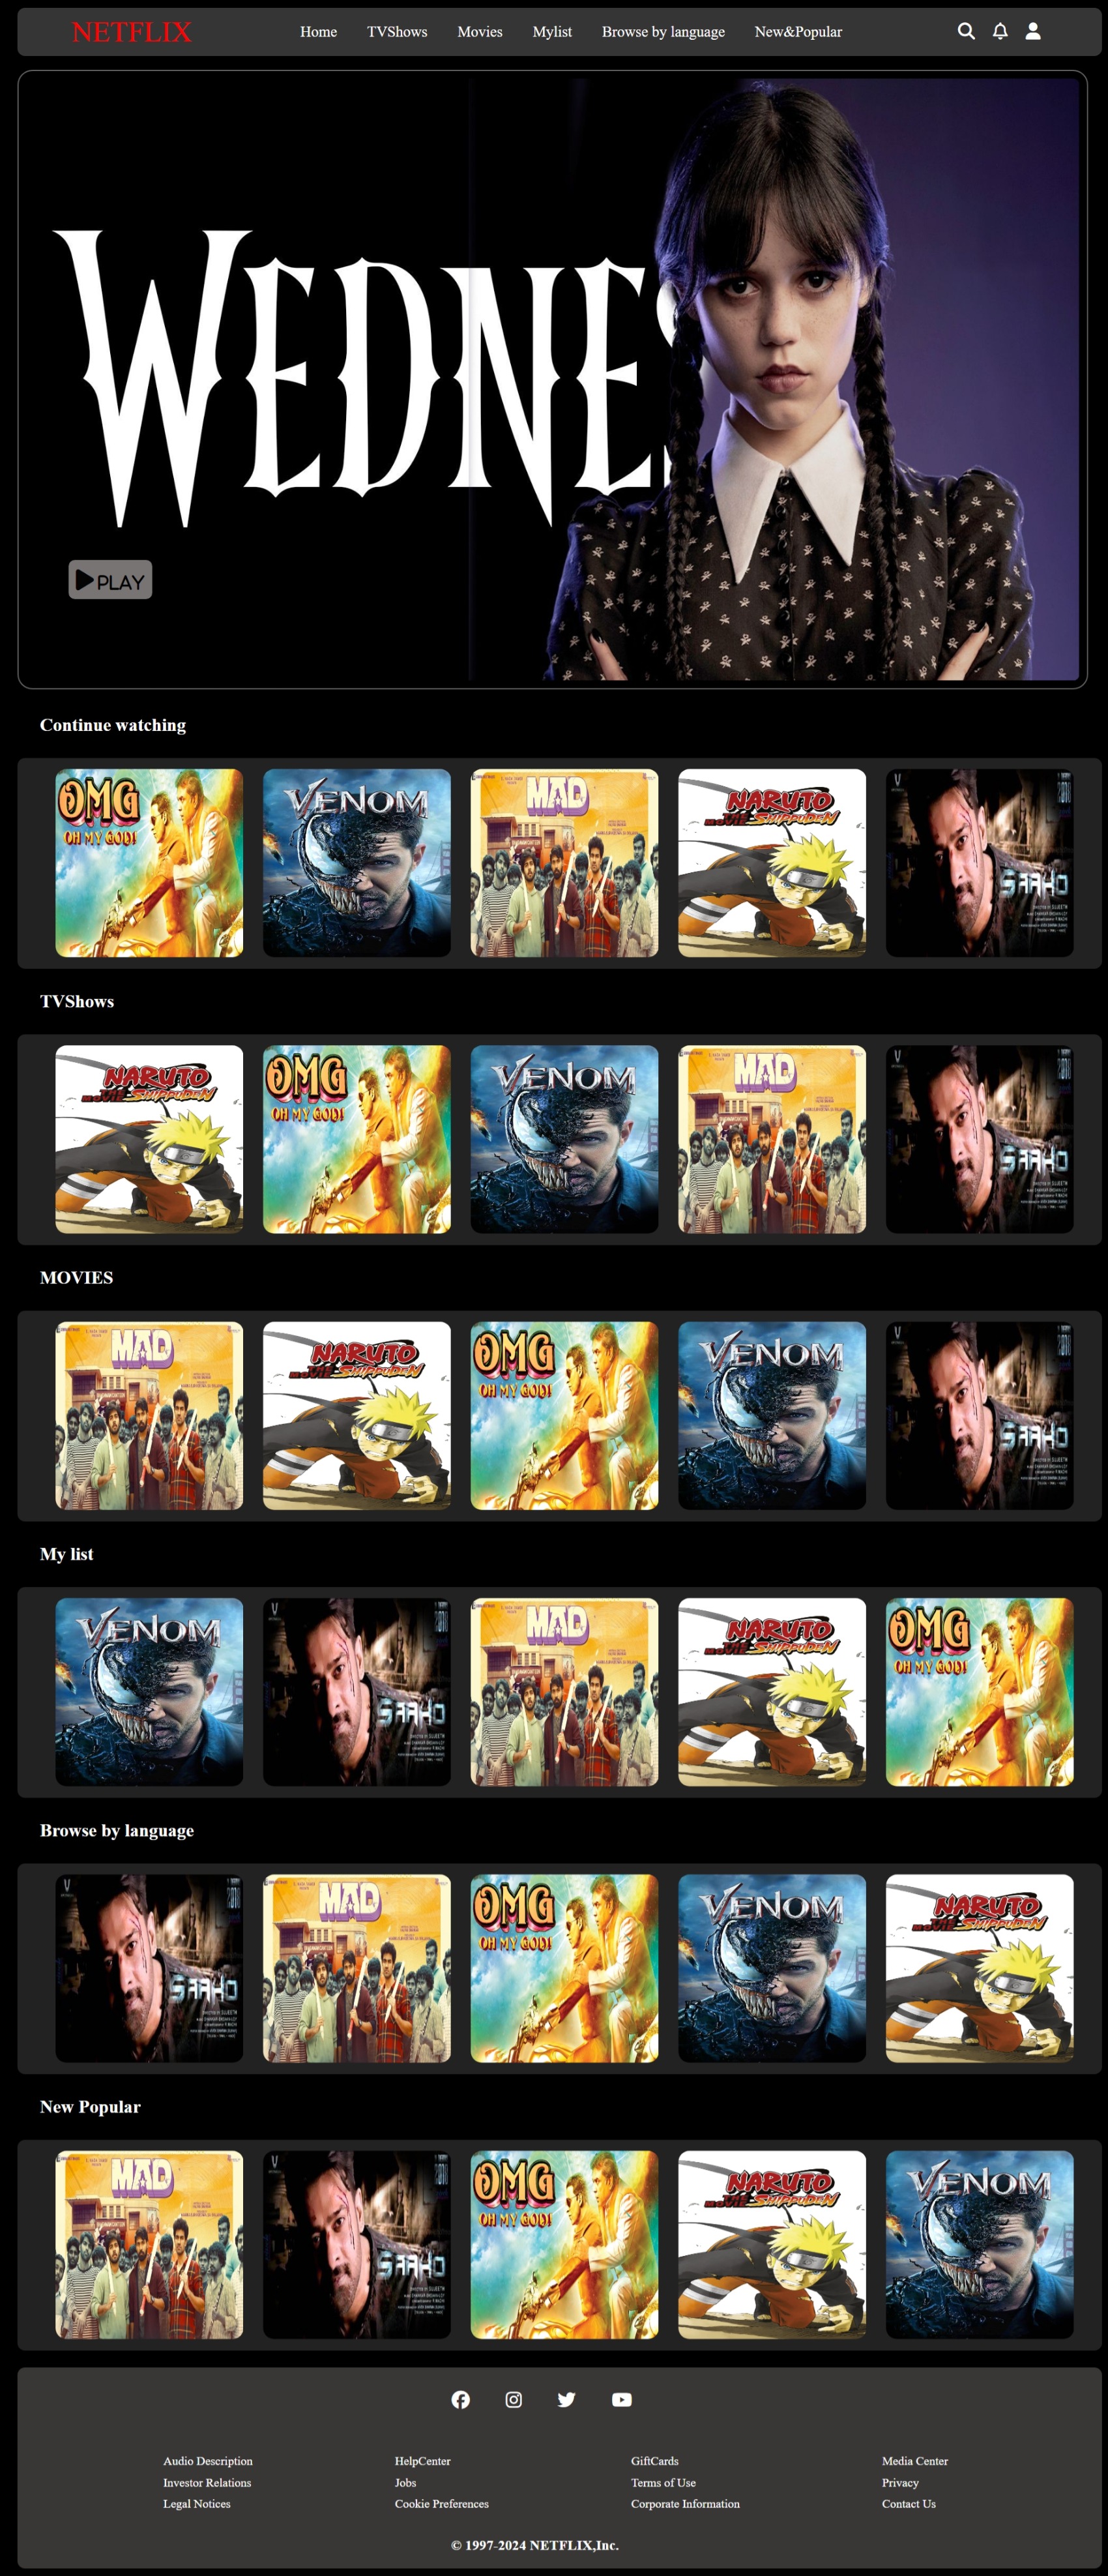 NETFLIX Home TVShows Movies Mylist Browse by language New&Popular
WEDNES
PLAY
Continue watching
OMG
OH MY GOD!
VENOM
MAD
NARUTO
SHIPPUDEN
THE MOVIE
SAAHO
TVShows
NARUTO
SHIPPUDEN
THE MOVIE
OMG
OH MY GOD!
VENOM
MAD
SAAHO
MOVIES
MAD
NARUTO
SHIPPUDEN
THE MOVIE
OMG
OH MY GOD!
VENOM
SAAHO
My list
VENOM
SAAHO
MAD
NARUTO
SHIPPUDEN
THE MOVIE
OMG
OH MY GOD!
Browse by language
SAAHO
MAD
OMG
OH MY GOD!
VENOM
NARUTO
SHIPPUDEN
THE MOVIE
New Popular
MAD
SAAHO
OMG
OH MY GOD!
NARUTO
SHIPPUDEN
THE MOVIE
VENOM
Audio Description HelpCenter GiftCards Media Center
Investor Relations Jobs Terms of Use Privacy
Legal Notices Cookie Preferences Corporate Information Contact Us
© 1997-2024 NETFLIX,Inc.